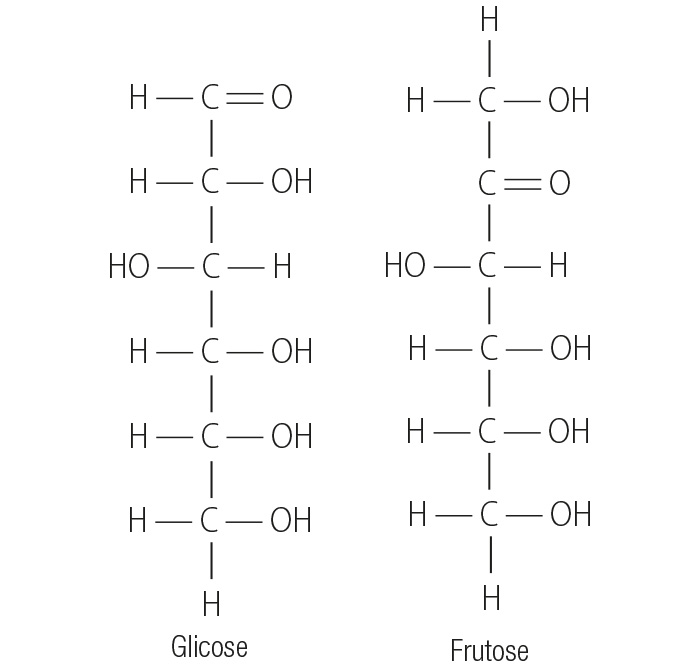 H
H — C = O
H — C — OH
H — C — OH
C = O
HO — C — H
HO — C — H
H — C — OH
H — C — OH
H — C — OH
H — C — OH
H — C — OH
H — C — OH
H
H
Glicose
Frutose